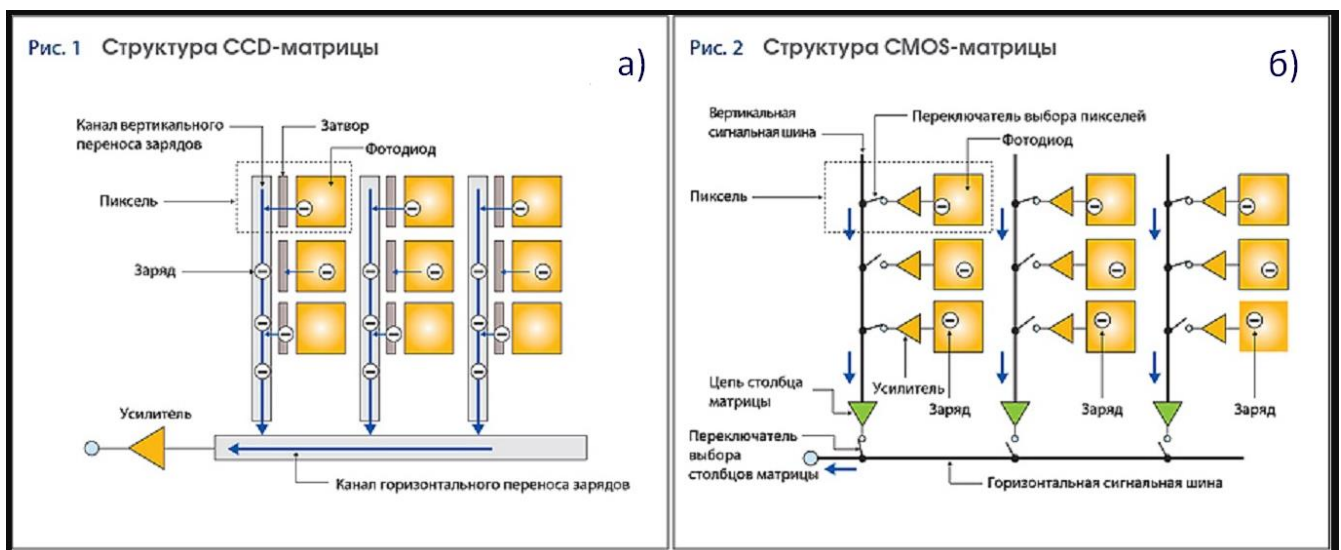 Рис. 1 Структура CCD-матрицы
а)
Канал вертикального
переноса зарядов
Затвор
Фотодиод
Пиксель
Заряд
Усилитель
Канал горизонтального переноса зарядов
Рис. 2 Структура CMOS-матрицы
б)
Вертикальная
сигнальная шина
Переключатель выбора пикселей
Фотодиод
Пиксель
Цепь столбца
матрицы
Усилитель
Заряд
Заряд
Заряд
Переключатель
выбора
столбцов матрицы
Горизонтальная сигнальная шина